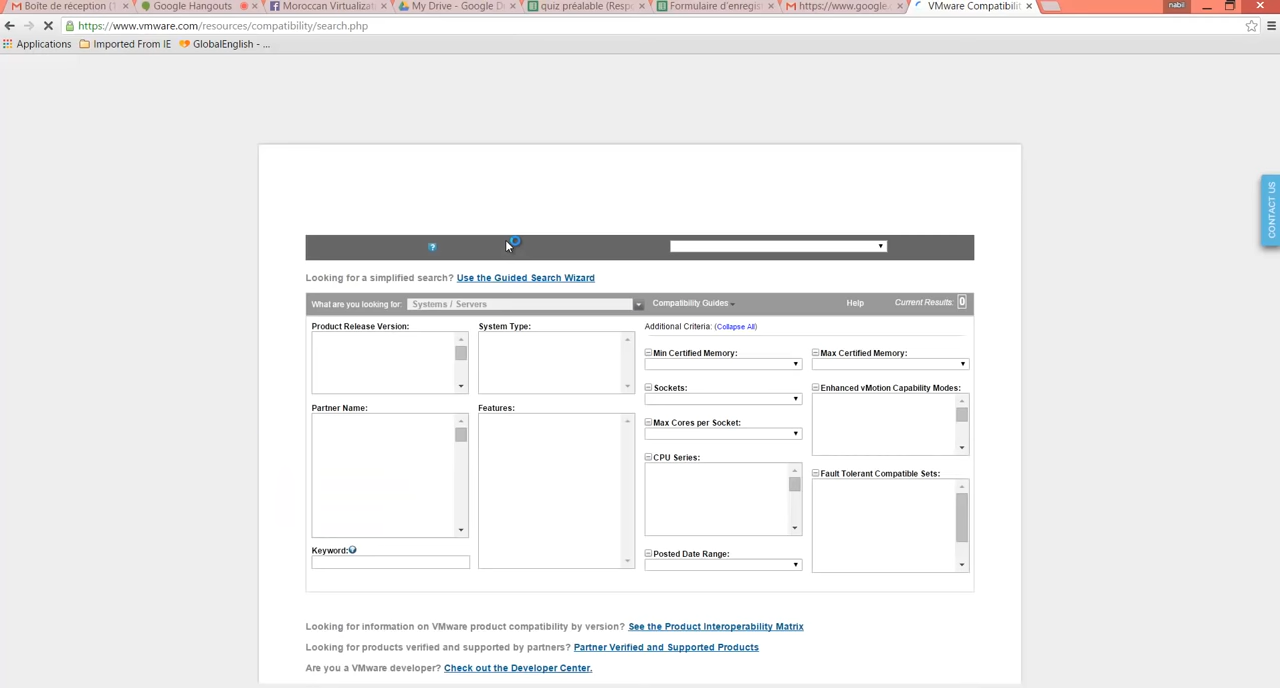 Boîte de réception (1
Google Hangouts
Moroccan Virtualizat
My Drive - Google D
quiz préalable (Resp
Formulaire d'enregist
https://www.google.
VMware Compatibilit
nabil
https://www.vmware.com/resources/compatibility/search.php
Applications Imported From IE GlobalEnglish - ...
CONTACT US
?
Looking for a simplified search? Use the Guided Search Wizard
What are you looking for: Systems / Servers Compatibility Guides Help Current Results: 0
Product Release Version:
System Type:
Additional Criteria: (Collapse All)
Min Certified Memory:
Max Certified Memory:
Sockets:
Enhanced vMotion Capability Modes:
Partner Name:
Features:
Max Cores per Socket:
CPU Series:
Fault Tolerant Compatible Sets:
Keyword:
Posted Date Range:
Looking for information on VMware product compatibility by version? See the Product Interoperability Matrix
Looking for products verified and supported by partners? Partner Verified and Supported Products
Are you a VMware developer? Check out the Developer Center.